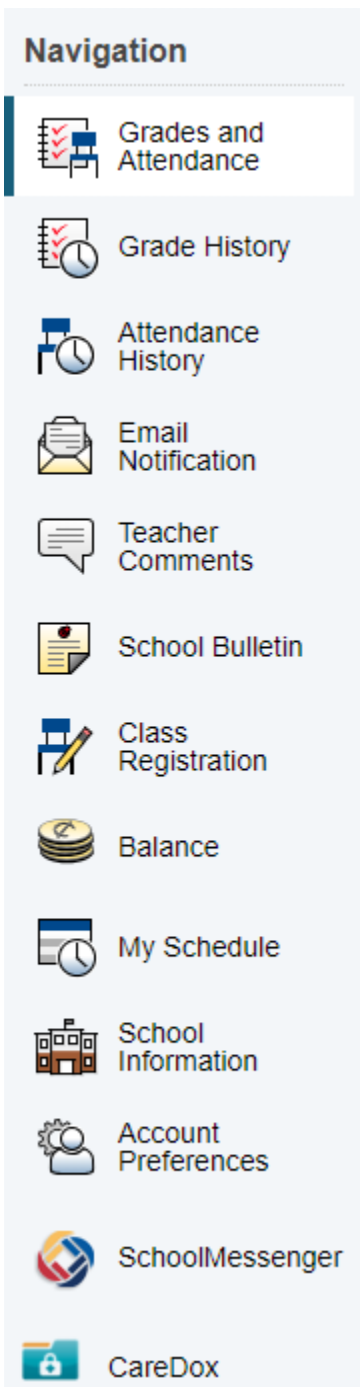 Navigation
Grades and
Attendance
Grade History
Attendance
History
Email
Notification
Teacher
Comments
School Bulletin
Class
Registration
Balance
My Schedule
School
Information
Account
Preferences
SchoolMessenger
CareDox